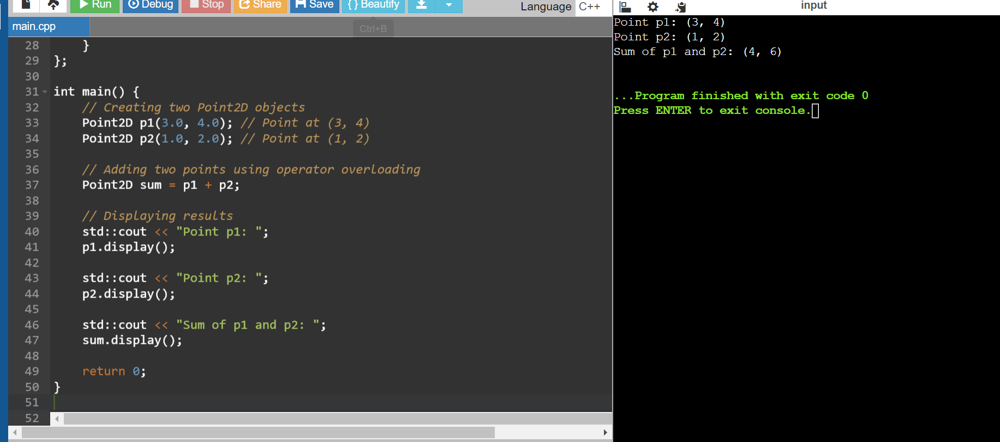 Run Debug Stop Share Save {} Beautify
Language C++
main.cpp
Ctrl+B
28 }
29 };
30
31 int main() {
32 // Creating two Point2D objects
33 Point2D p1(3.0, 4.0); // Point at (3, 4)
34 Point2D p2(1.0, 2.0); // Point at (1, 2)
35
36 // Adding two points using operator overloading
37 Point2D sum = p1 + p2;
38
39 // Displaying results
40 std::cout << "Point p1: ";
41 p1.display();
42
43 std::cout << "Point p2: ";
44 p2.display();
45
46 std::cout << "Sum of p1 and p2: ";
47 sum.display();
48
49 return 0;
50 }
51
52
input
Point p1: (3, 4)
Point p2: (1, 2)
Sum of p1 and p2: (4, 6)
...Program finished with exit code 0
Press ENTER to exit console.